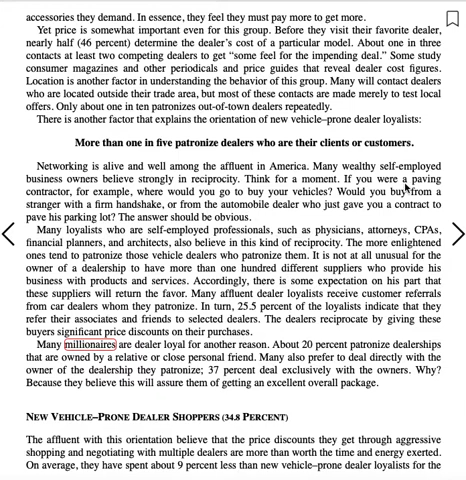 accessories they demand. In essence, they feel they must pay more to get more.
Yet price is somewhat important even for this group. Before they visit their favorite dealer,
nearly half (46 percent) determine the dealer's cost of a particular model. About one in three
contacts at least two competing dealers to get “some feel for the impending deal.” Some study
consumer magazines and other periodicals and price guides that reveal dealer cost figures.
Location is another factor in understanding the behavior of this group. Many will contact dealers
who are located outside their trade area, but most of these contacts are made merely to test local
offers. Only about one in ten patronizes out-of-town dealers repeatedly.
There is another factor that explains the orientation of new vehicle–prone dealer loyalists:
More than one in five patronize dealers who are their clients or customers.
Networking is alive and well among the affluent in America. Many wealthy self-employed
business owners believe strongly in reciprocity. Think for a moment. If you were a paving
contractor, for example, where would you go to buy your vehicles? Would you buy from a
stranger with a firm handshake, or from the automobile dealer who just gave you a contract to
pave his parking lot? The answer should be obvious.
Many loyalists who are self-employed professionals, such as physicians, attorneys, CPAs,
financial planners, and architects, also believe in this kind of reciprocity. The more enlightened
ones tend to patronize those vehicle dealers who patronize them. It is not at all unusual for the
owner of a dealership to have more than one hundred different suppliers who provide his
business with products and services. Accordingly, there is some expectation on his part that
these suppliers will return the favor. Many affluent dealer loyalists receive customer referrals
from car dealers whom they patronize. In turn, 25.5 percent of the loyalists indicate that they
refer their associates and friends to selected dealers. The dealers reciprocate by giving these
buyers significant price discounts on their purchases.
Many millionaires are dealer loyal for another reason. About 20 percent patronize dealerships
that are owned by a relative or close personal friend. Many also prefer to deal directly with the
owner of the dealership they patronize; 37 percent deal exclusively with the owners. Why?
Because they believe this will assure them of getting an excellent overall package.
NEW VEHICLE–PRONE DEALER SHOPPERS (34.8 PERCENT)
The affluent with this orientation believe that the price discounts they get through aggressive
shopping and negotiating with multiple dealers are more than worth the time and energy exerted.
On average, they have spent about 9 percent less than new vehicle–prone dealer loyalists for the